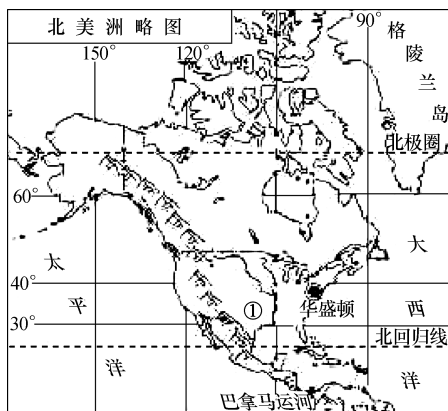 北美洲略图
150°
120°
90°
格陵兰岛
北极圈
60°
太平洋
大西洋
40°
①
华盛顿
30°
北回归线
巴拿马运河